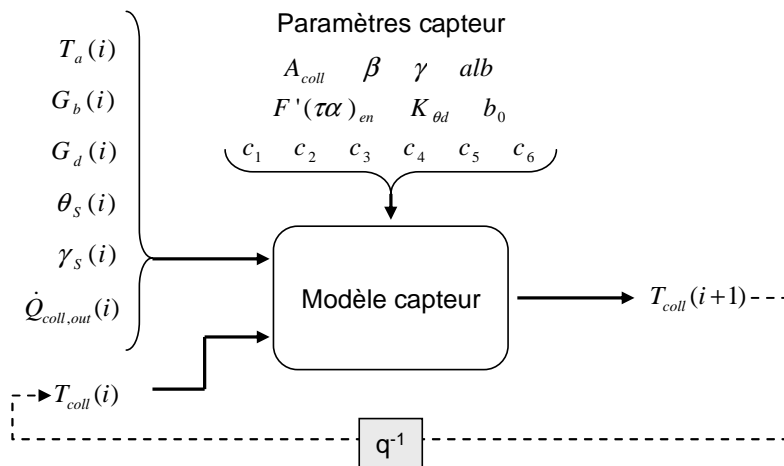 Paramètres capteur
A_coll β γ alb
F'(τα)_en K_θd b_0
c_1 c_2 c_3 c_4 c_5 c_6
T_a(i)
G_b(i)
G_d(i)
θ_S(i)
γ_S(i)
Q̇_coll,out(i)
T_coll(i)
Modèle capteur
T_coll(i+1)
q^-1